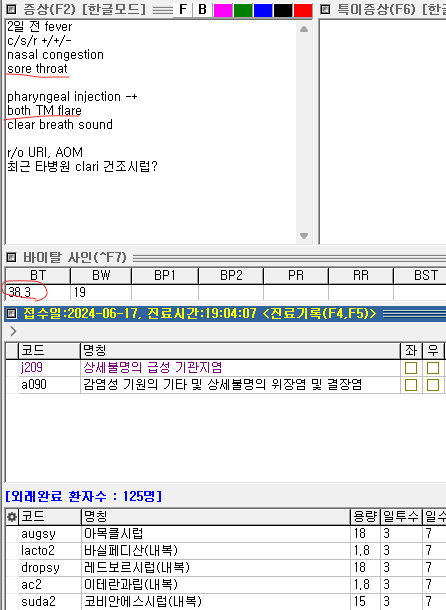 증상(F2) [한글모드] F B 특이증상(F6) [한글
2일 전 fever
c/s/r +/+/-
nasal congestion
sore throat
pharyngeal injection -+
both TM flare
clear breath sound
r/o URI, AOM
최근 타병원 clari 건조시럽?
바이탈 사인(^F7)
BT BW BP1 BP2 PR RR BST
38.3 19
접수일:2024-06-17, 진료시간:19:04:07 <진료기록(F4,F5)>
코드 명칭 좌 우
j209 상세불명의 급성 기관지염
a090 감염성 기원의 기타 및 상세불명의 위장염 및 결장염
[외래완료 환자수 : 125명]
코드 명칭 용량 일투수 일수
augsy 아목클시럽 18 3 7
lacto2 바실페디산(내복) 1.8 3 7
dropsy 레드보르시럽(내복) 18 3 7
ac2 이테란과립(내복) 1.8 3 7
suda2 코비안에스시럽(내복) 15 3 7